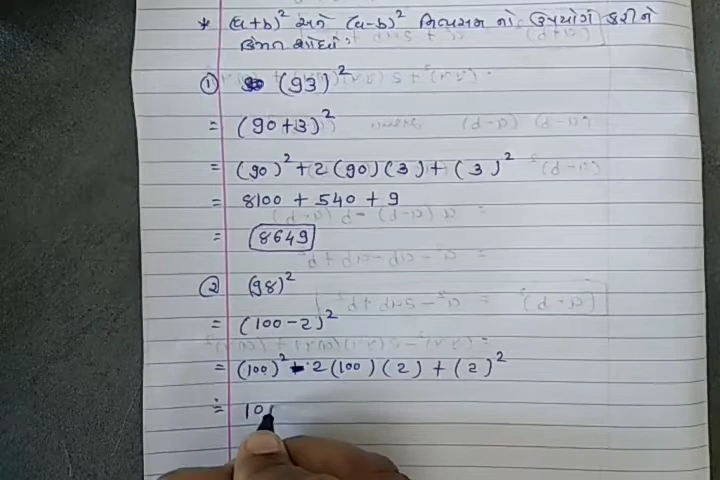 * (a+b)² અને (a-b)² નિત્યસમ નો ઉપયોગ કરી ને
કિંમત શોધો:
① (93)²
= (90+3)²
= (90)² + 2(90)(3) + (3)²
= 8100 + 540 + 9
= 8649
② (98)²
= (100-2)²
= (100)² - 2(100)(2) + (2)²
= 10